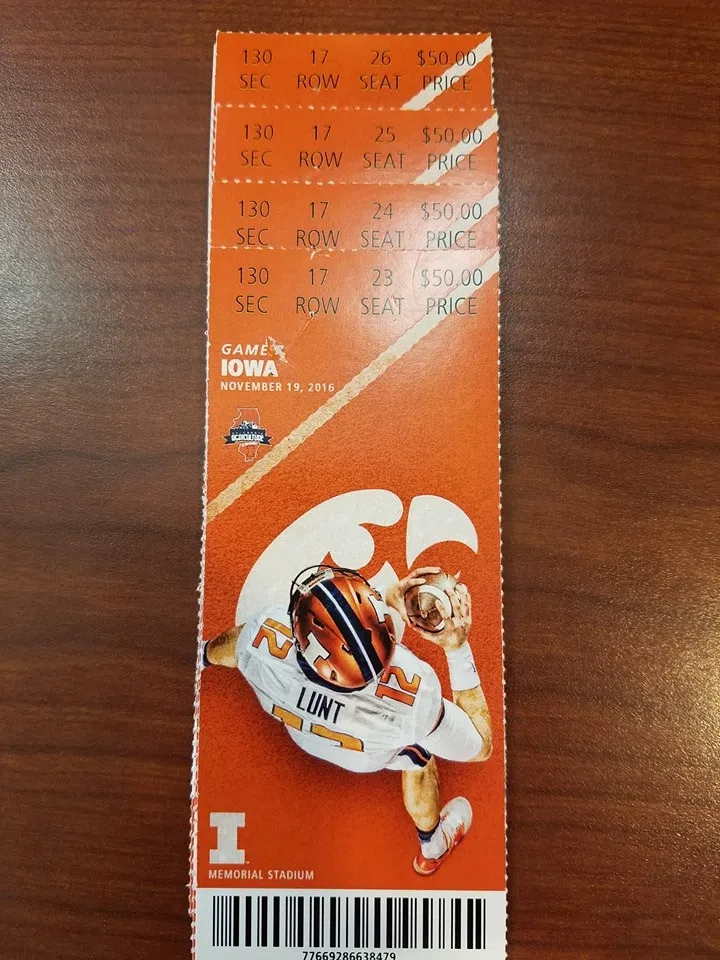 130 17 26 $50.00
SEC ROW SEAT PRICE
130 17 25 $50.00
SEC ROW SEAT PRICE
130 17 24 $50.00
SEC ROW SEAT PRICE
130 17 23 $50.00
SEC ROW SEAT PRICE
GAME
IOWA
NOVEMBER 19, 2016
I
12
12
LUNT
12
I
MEMORIAL STADIUM
77669286638479